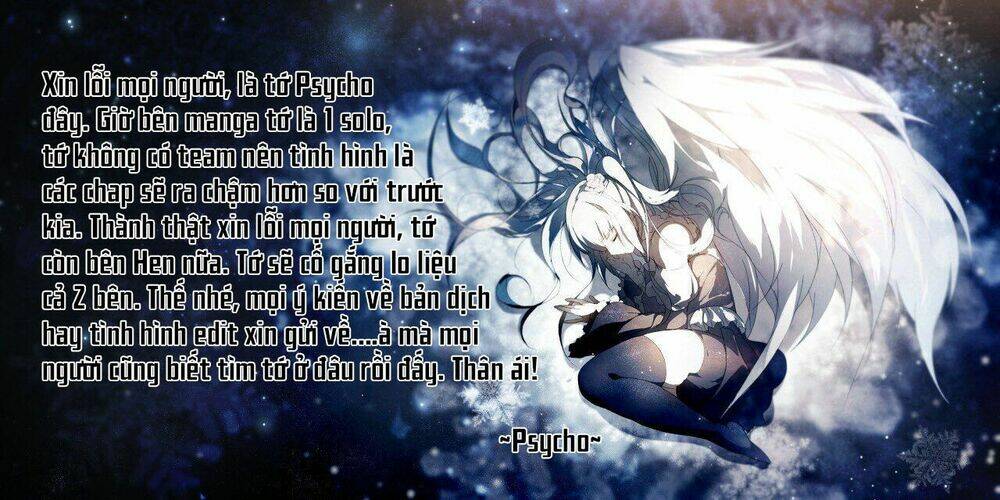 Xin lỗi mọi người, là tớ Psycho
đây. Giờ bên manga tớ là 1 solo,
tớ không có team nên tình hình là
các chap sẽ ra chậm hơn so với trước
kia. Thành thật xin lỗi mọi người, tớ
còn bên Hen nữa. Tớ sẽ cố gắng lo liệu
cả 2 bên. Thế nhé, mọi ý kiến về bản dịch
hay tình hình edit xin gửi về....à mà mọi
người cũng biết tìm tớ ở đâu rồi đấy. Thân ái!
~Psycho~